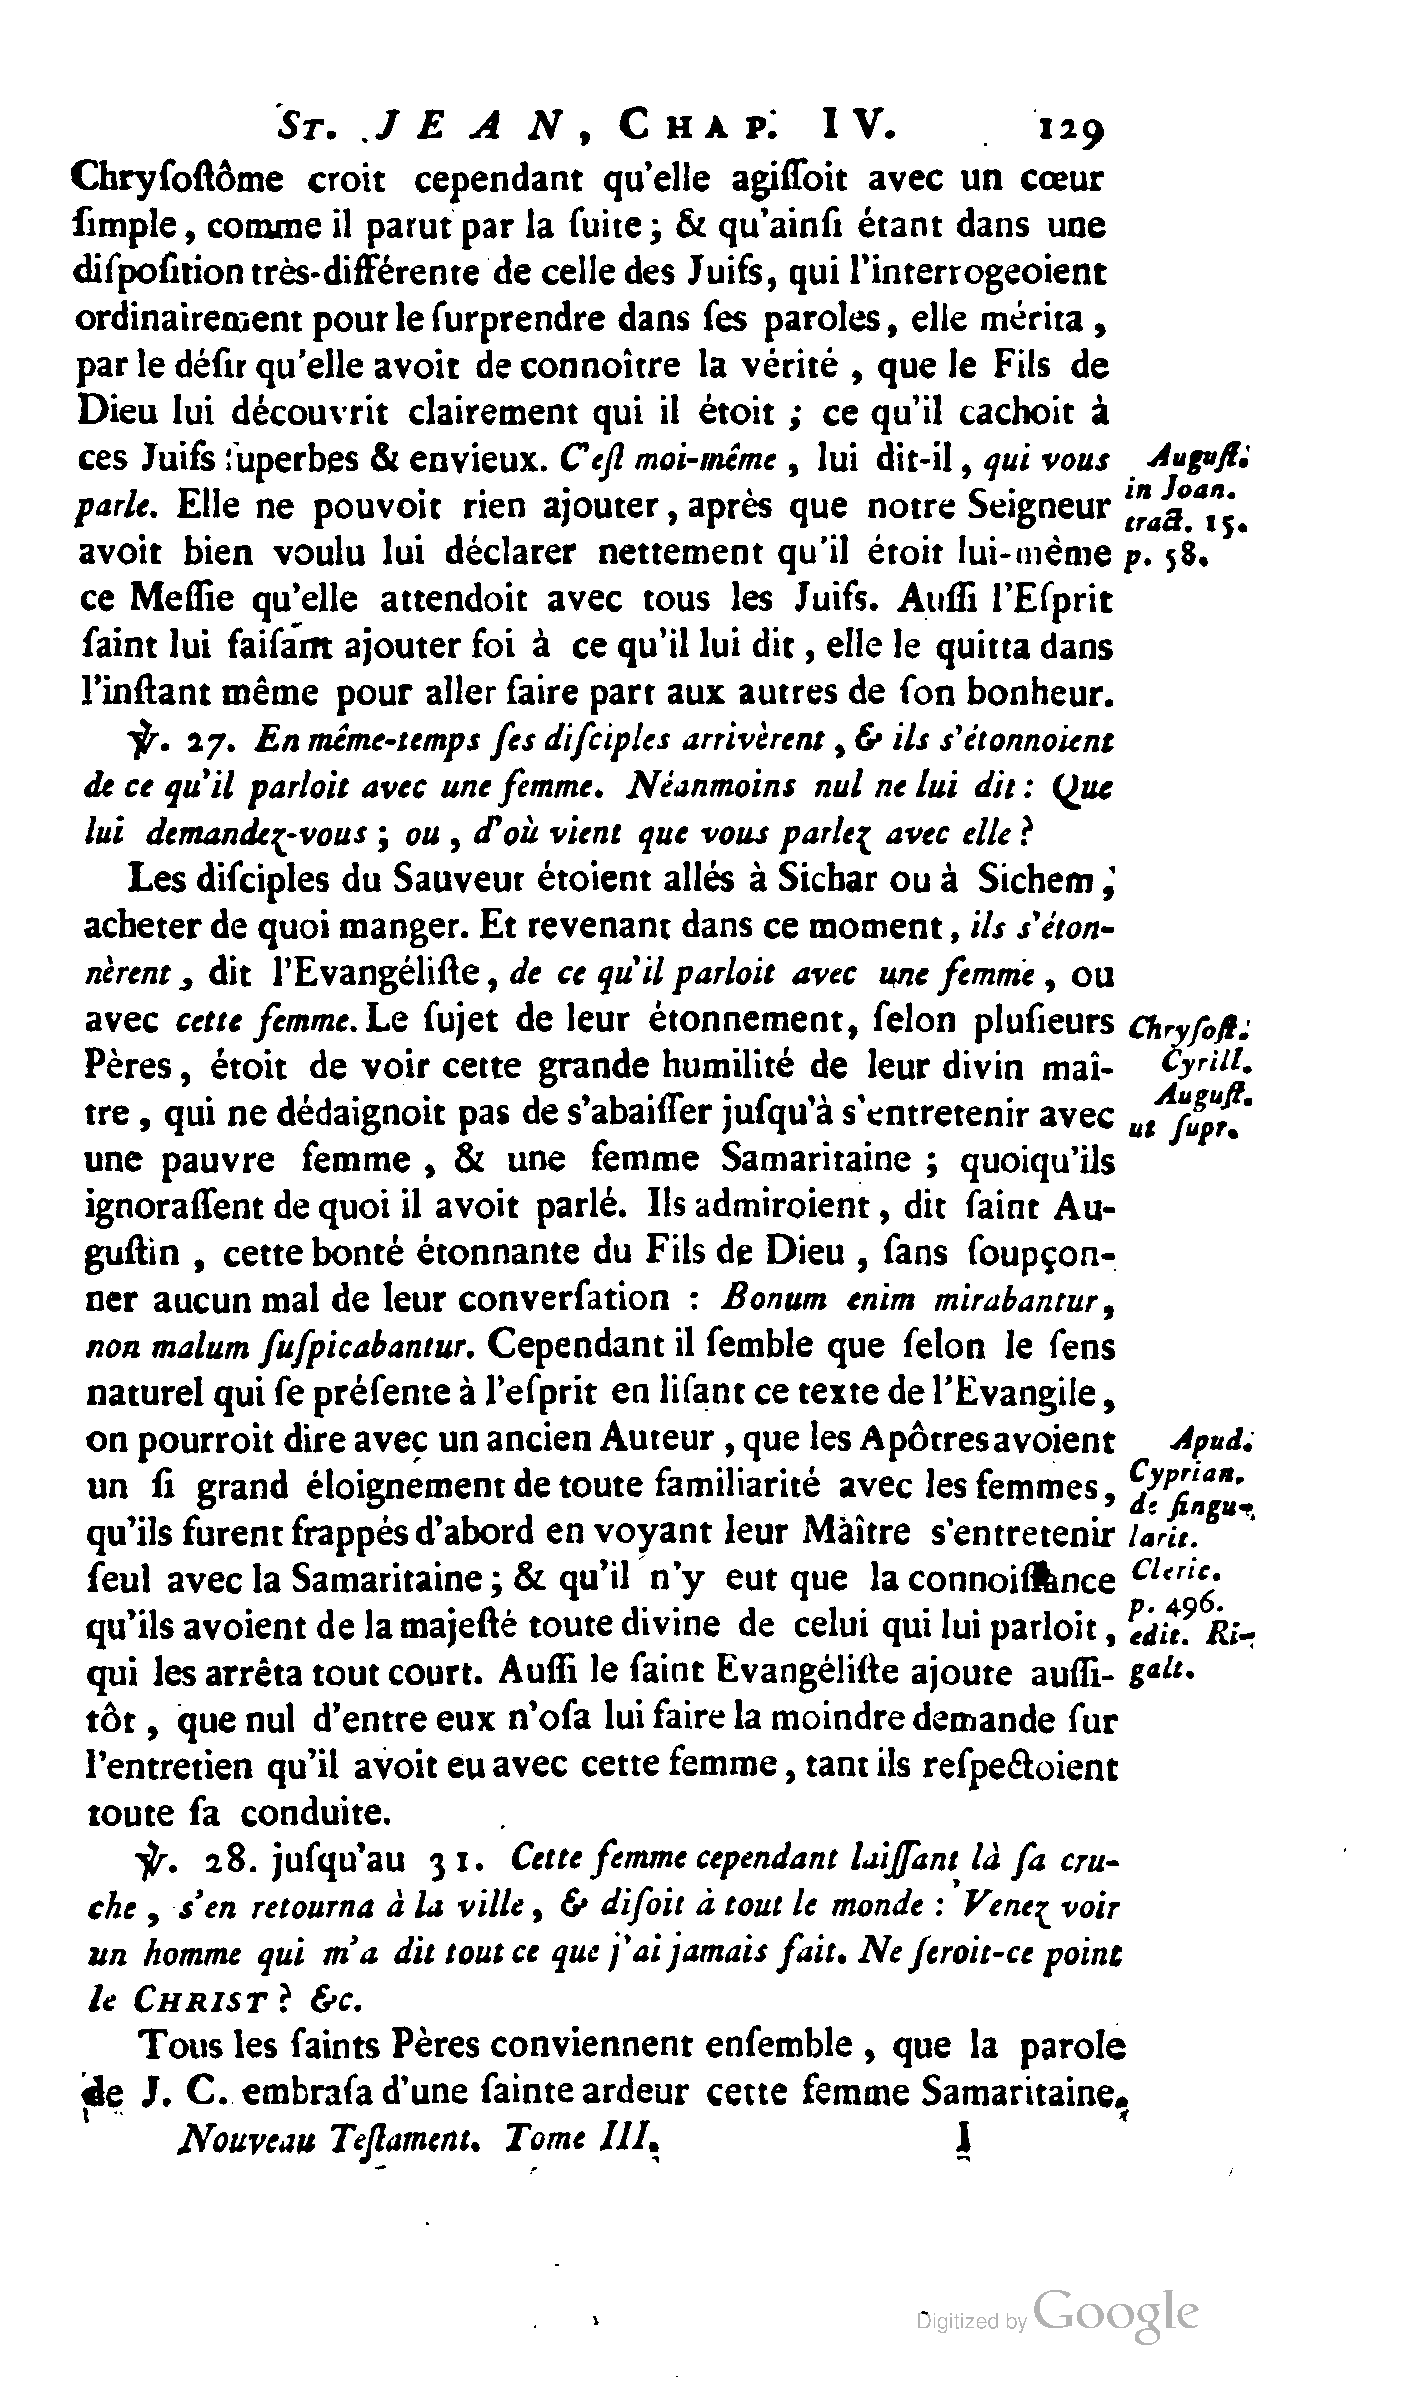 ST. JEAN, CHAP. IV. 129
Chryſoſtôme croit cependant qu'elle agiſſoit avec un cœur
ſimple, comme il parut par la ſuite; & qu'ainſi étant dans une
diſpoſition très-différente de celle des Juifs, qui l'interrogeoient
ordinairement pour le ſurprendre dans ſes paroles, elle mérita,
par le déſir qu'elle avoit de connoître la vérité, que le Fils de
Dieu lui découvrit clairement qui il étoit; ce qu'il cachoit à
ces Juifs ſuperbes & envieux. C'eſt moi-même, lui dit-il, qui vous
parle. Elle ne pouvoit rien ajouter, après que notre Seigneur
avoit bien voulu lui déclarer nettement qu'il étoit lui-même
ce Meſſie qu'elle attendoit avec tous les Juifs. Auſſi l'Eſprit
ſaint lui faiſant ajouter foi à ce qu'il lui dit, elle le quitta dans
l'inſtant même pour aller faire part aux autres de ſon bonheur.
Auguſt.
in Joan.
tract. 15.
p. 58.
℣. 27. En même-temps ſes diſciples arrivèrent, & ils s'étonnoient
de ce qu'il parloit avec une femme. Néanmoins nul ne lui dit: Que
lui demandez-vous; ou, d'où vient que vous parlez avec elle?
Les diſciples du Sauveur étoient allés à Sichar ou à Sichem;
acheter de quoi manger. Et revenant dans ce moment, ils s'éton-
nèrent, dit l'Evangéliſte, de ce qu'il parloit avec une femme, ou
avec cette femme. Le ſujet de leur étonnement, ſelon pluſieurs
Pères, étoit de voir cette grande humilité de leur divin maî-
tre, qui ne dédaignoit pas de s'abaiſſer juſqu'à s'entretenir avec
une pauvre femme, & une femme Samaritaine; quoiqu'ils
ignoraſſent de quoi il avoit parlé. Ils admiroient, dit ſaint Au-
guſtin, cette bonté étonnante du Fils de Dieu, ſans ſoupçon-
ner aucun mal de leur converſation: Bonum enim mirabantur,
non malum ſuſpicabantur. Cependant il ſemble que ſelon le ſens
naturel qui ſe préſente à l'eſprit en liſant ce texte de l'Evangile,
on pourroit dire avec un ancien Auteur, que les Apôtres avoient
un ſi grand éloignement de toute familiarité avec les femmes,
qu'ils furent frappés d'abord en voyant leur Maître s'entretenir
ſeul avec la Samaritaine; & qu'il n'y eut que la connoiſſance
qu'ils avoient de la majeſté toute divine de celui qui lui parloit,
qui les arrêta tout court. Auſſi le ſaint Evangéliſte ajoute auſſi-
tôt, que nul d'entre eux n'oſa lui faire la moindre demande ſur
l'entretien qu'il avoit eu avec cette femme, tant ils reſpectoient
toute ſa conduite.
Chryſoſt.
Cyrill.
Auguſt.
ut ſupr.
Apud.
Cyprian.
de ſingu-
larit.
Cleric.
p. 496.
edit. Ri-
galt.
℣. 28. juſqu'au 31. Cette femme cependant laiſſant là ſa cru-
che, s'en retourna à la ville, & diſoit à tout le monde: Venez voir
un homme qui m'a dit tout ce que j'ai jamais fait. Ne ſeroit-ce point
le CHRIST? &c.
Tous les ſaints Pères conviennent enſemble, que la parole
de J. C. embraſa d'une ſainte ardeur cette femme Samaritaine.
Nouveau Teſtament. Tome III. I
Digitized by Google